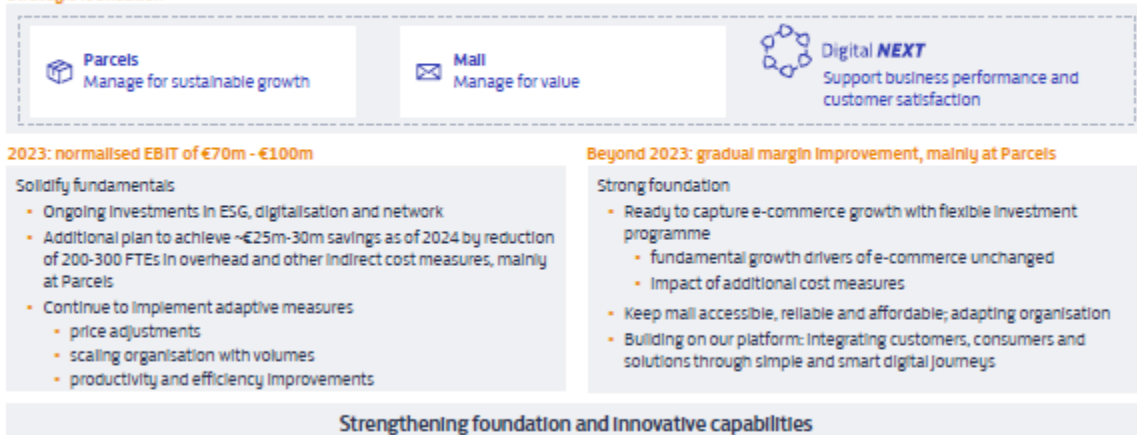 Parcels
Manage for sustainable growth
Mail
Manage for value
Digital NEXT
Support business performance and
customer satisfaction
2023: normalised EBIT of €70m - €100m
Solidify fundamentals
Ongoing investments in ESG, digitalisation and network
Additional plan to achieve ~€25m-30m savings as of 2024 by reduction
of 200-300 FTEs in overhead and other indirect cost measures, mainly
at Parcels
Continue to implement adaptive measures
price adjustments
scaling organisation with volumes
productivity and efficiency improvements
Beyond 2023: gradual margin improvement, mainly at Parcels
Strong foundation
Ready to capture e-commerce growth with flexible investment
programme
fundamental growth drivers of e-commerce unchanged
impact of additional cost measures
Keep mail accessible, reliable and affordable; adapting organisation
Building on our platform: integrating customers, consumers and
solutions through simple and smart digital journeys
Strengthening foundation and innovative capabilities